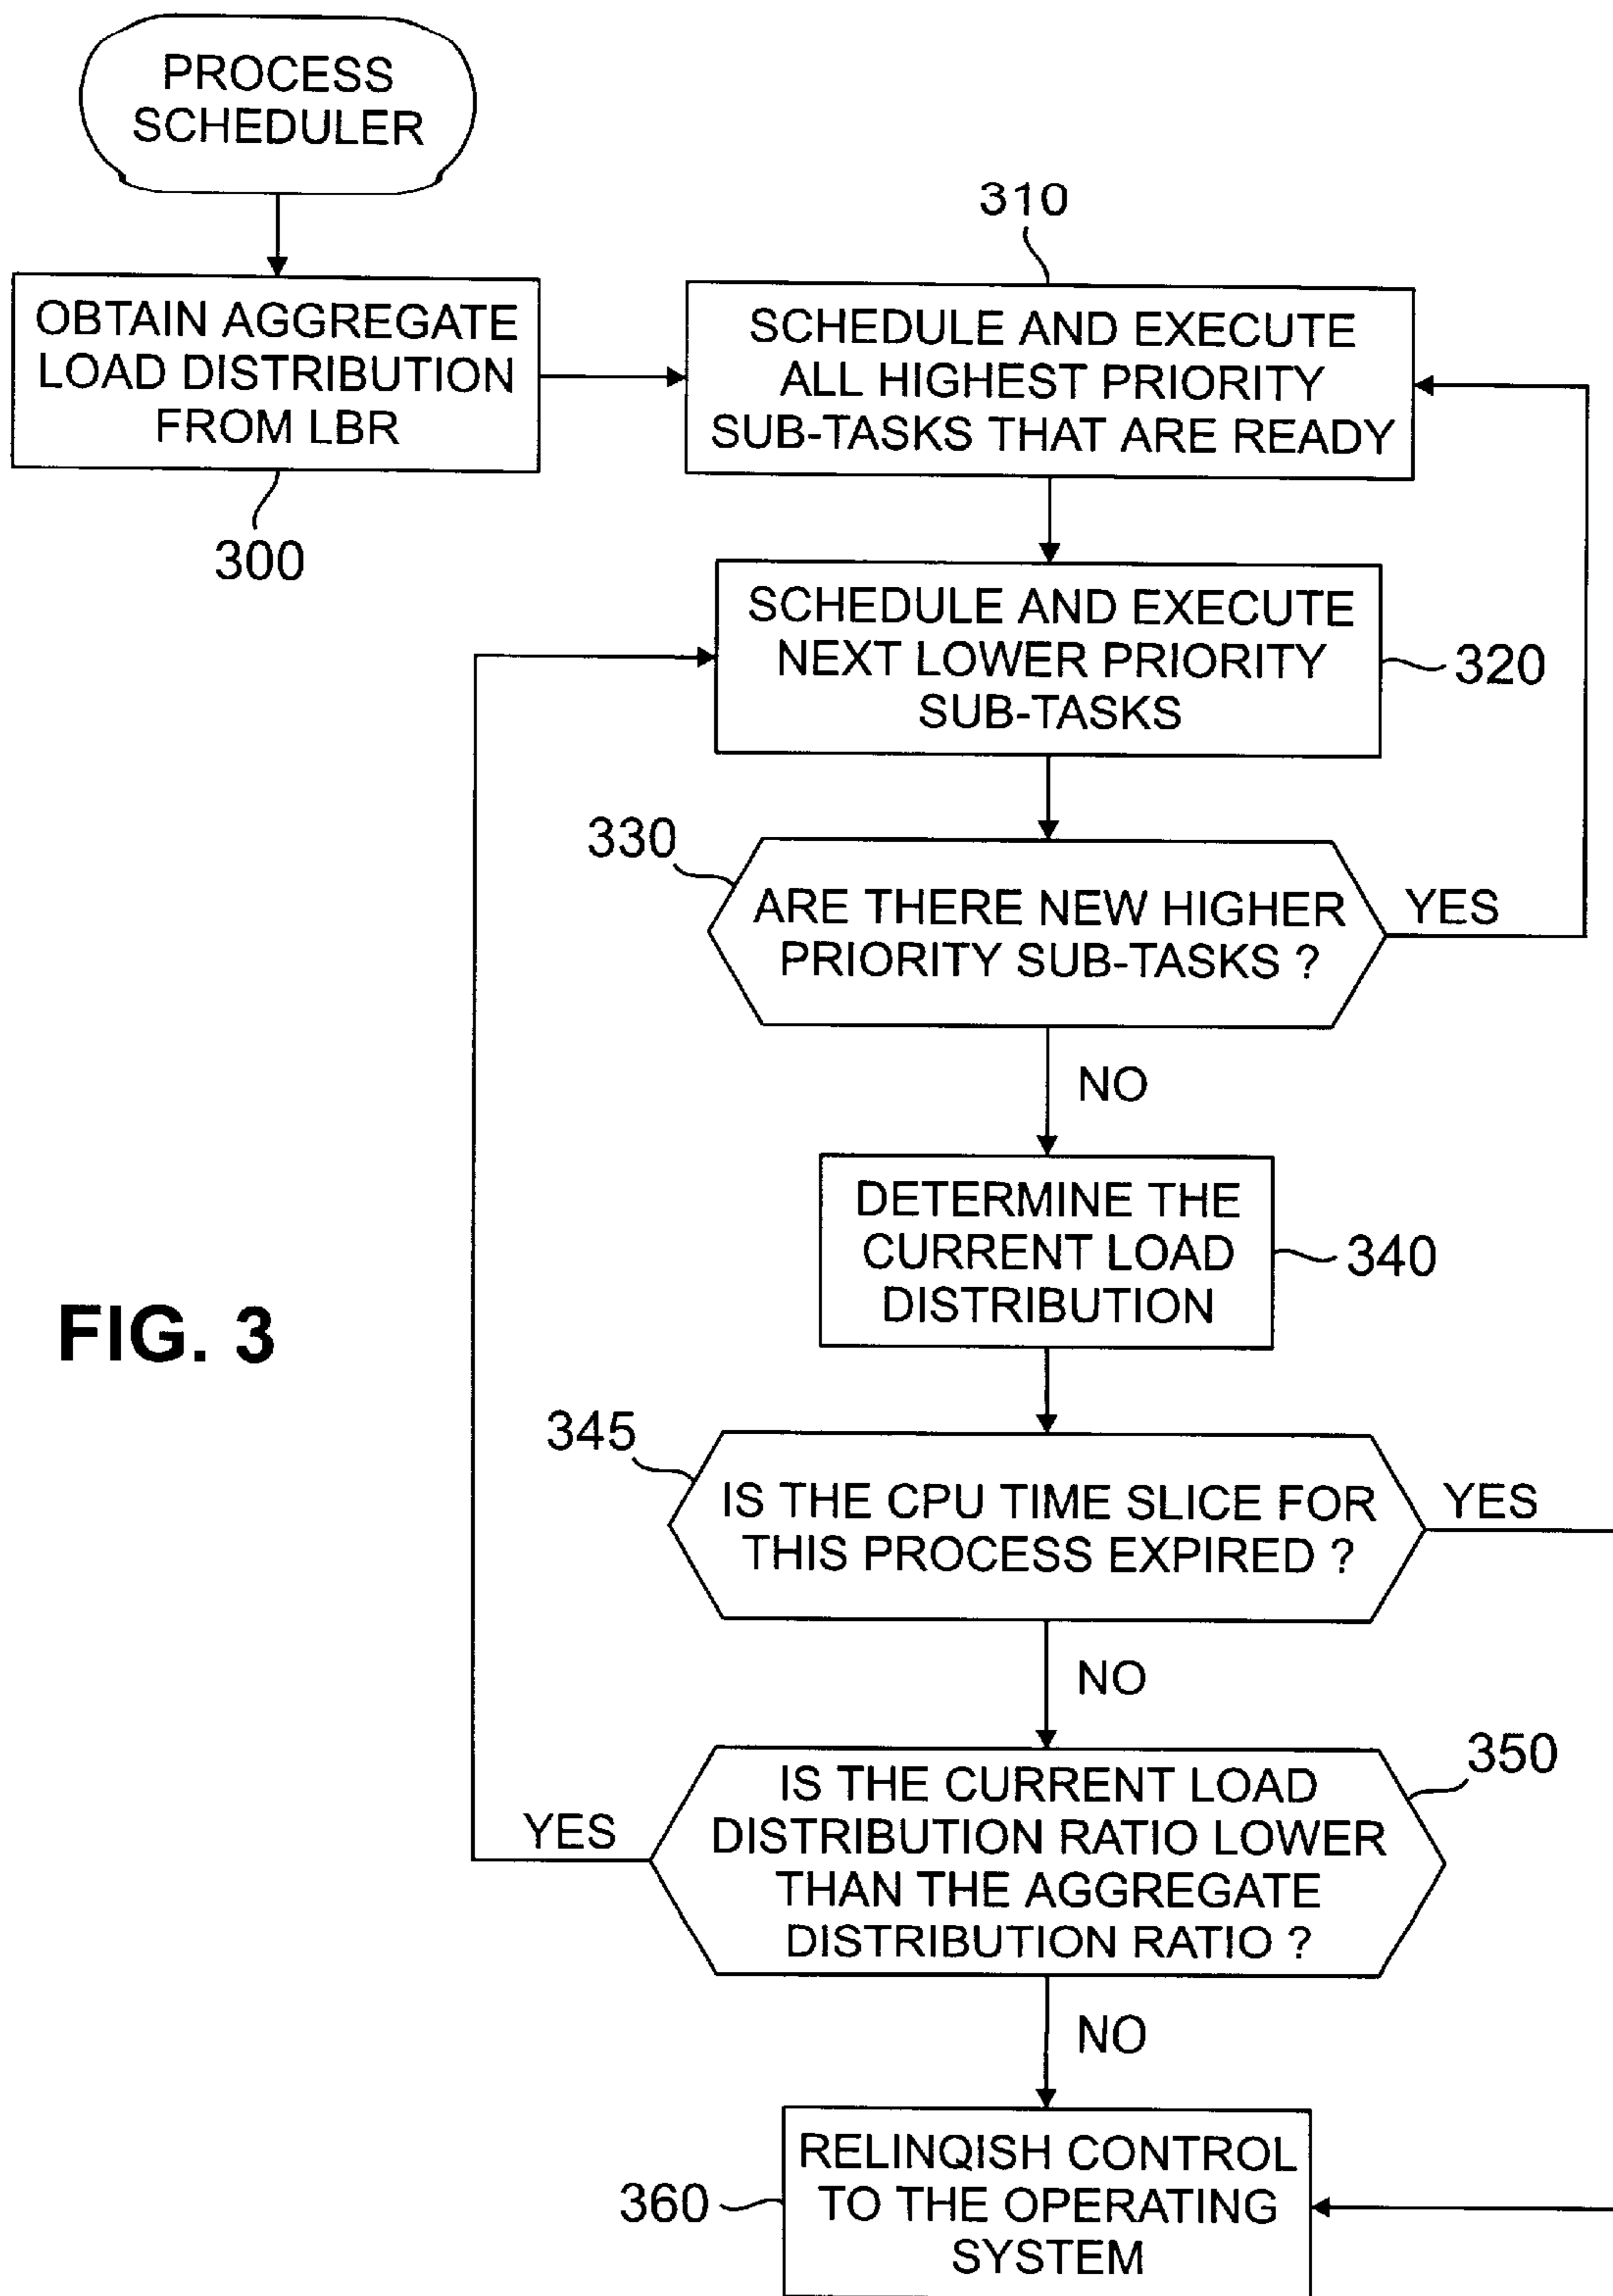 PROCESS
SCHEDULER
OBTAIN AGGREGATE
LOAD DISTRIBUTION
FROM LBR
300
310
SCHEDULE AND EXECUTE
ALL HIGHEST PRIORITY
SUB-TASKS THAT ARE READY
SCHEDULE AND EXECUTE
NEXT LOWER PRIORITY
SUB-TASKS
320
330
ARE THERE NEW HIGHER
PRIORITY SUB-TASKS ?
YES
NO
DETERMINE THE
CURRENT LOAD
DISTRIBUTION
340
FIG. 3
345
IS THE CPU TIME SLICE FOR
THIS PROCESS EXPIRED ?
YES
NO
350
IS THE CURRENT LOAD
DISTRIBUTION RATIO LOWER
THAN THE AGGREGATE
DISTRIBUTION RATIO ?
YES
NO
RELINQISH CONTROL
TO THE OPERATING
SYSTEM
360